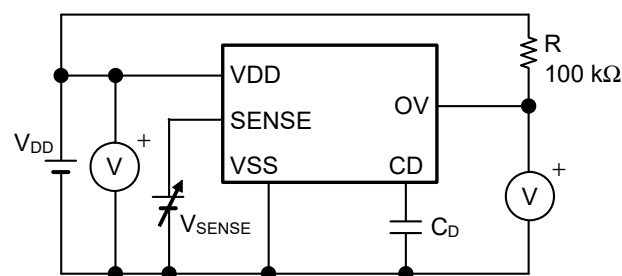 R
100 kΩ
VDD
OV
SENSE
VDD
V
+
VSS
CD
V
+
VSENSE
CD